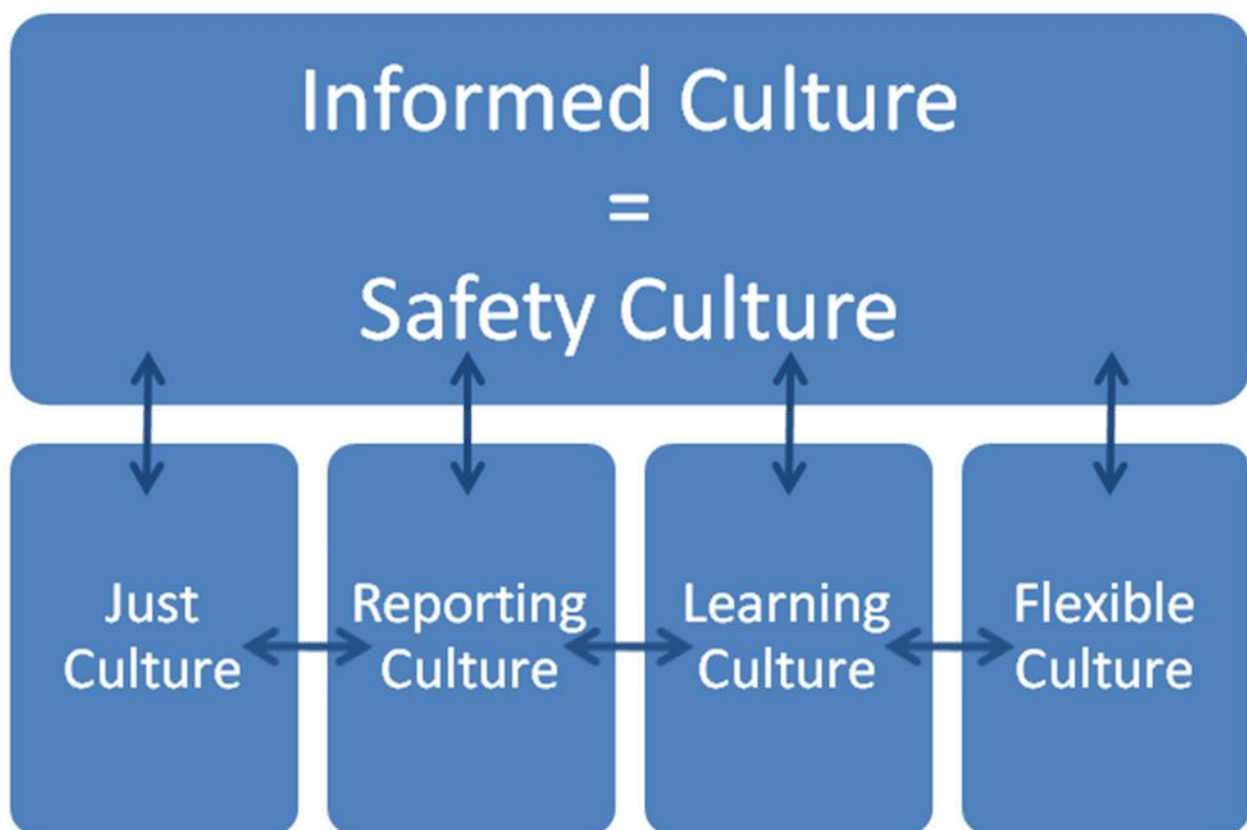 Informed Culture
=
Safety Culture
Just
Culture
Reporting
Culture
Learning
Culture
Flexible
Culture